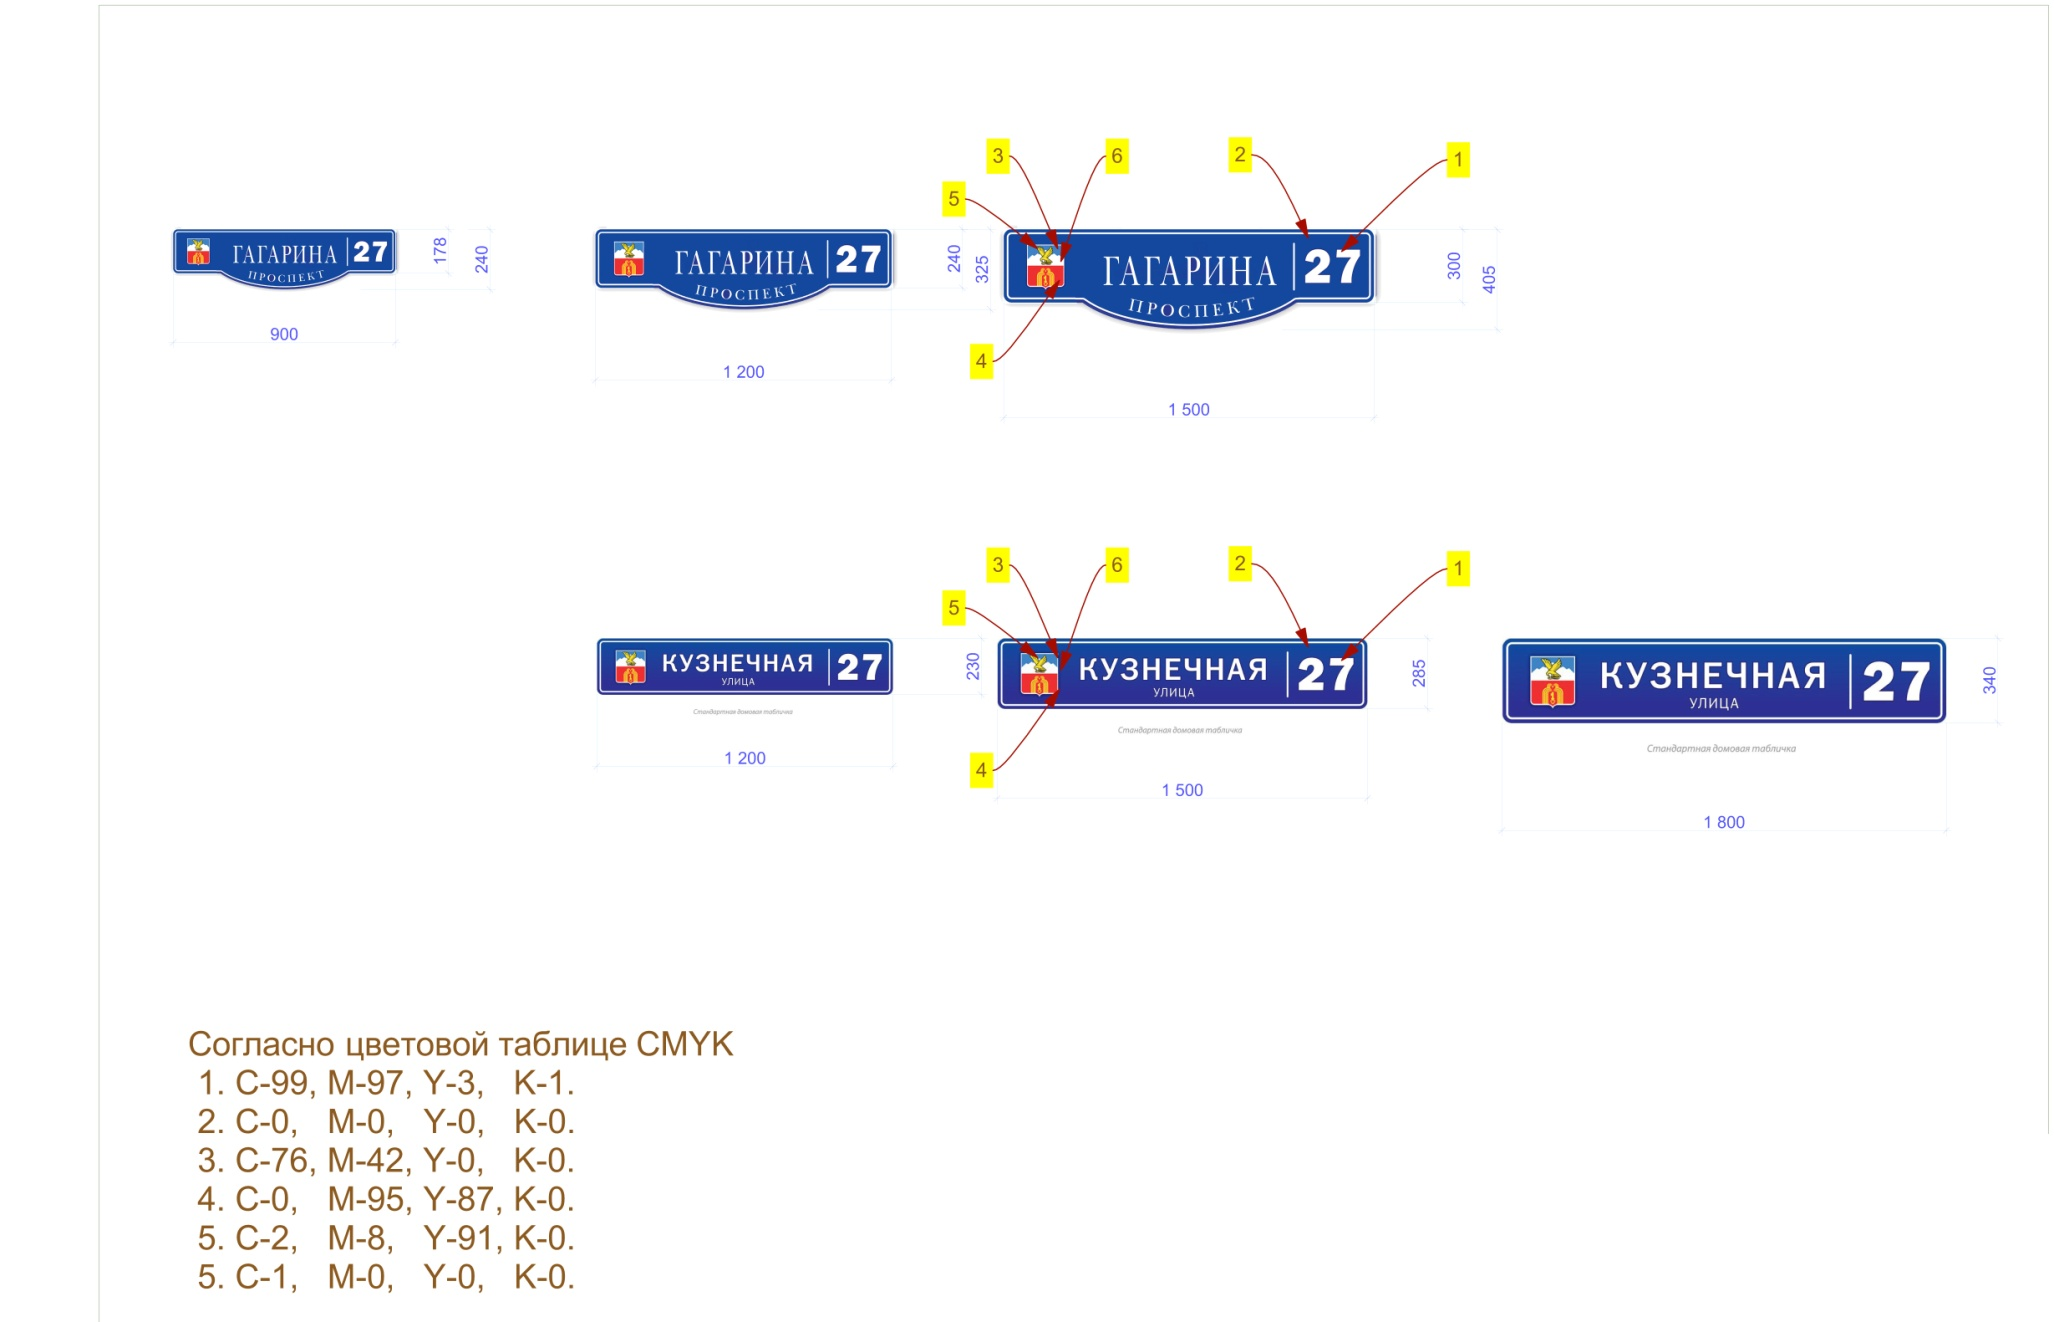 3
6
2
1
5
ГАГАРИНА
27
ПРОСПЕКТ
178
240
900
ГАГАРИНА
27
ПРОСПЕКТ
240
325
1 200
ГАГАРИНА
27
ПРОСПЕКТ
300
405
4
1 500
3
6
2
1
5
КУЗНЕЧНАЯ
УЛИЦА
27
230
Стандартная домовая табличка
1 200
КУЗНЕЧНАЯ
УЛИЦА
27
285
Стандартная домовая табличка
4
1 500
КУЗНЕЧНАЯ
УЛИЦА
27
340
Стандартная домовая табличка
1 800
Согласно цветовой таблице CMYK
1. C-99, M-97, Y-3, K-1.
2. C-0, M-0, Y-0, K-0.
3. C-76, M-42, Y-0, K-0.
4. C-0, M-95, Y-87, K-0.
5. C-2, M-8, Y-91, K-0.
5. C-1, M-0, Y-0, K-0.